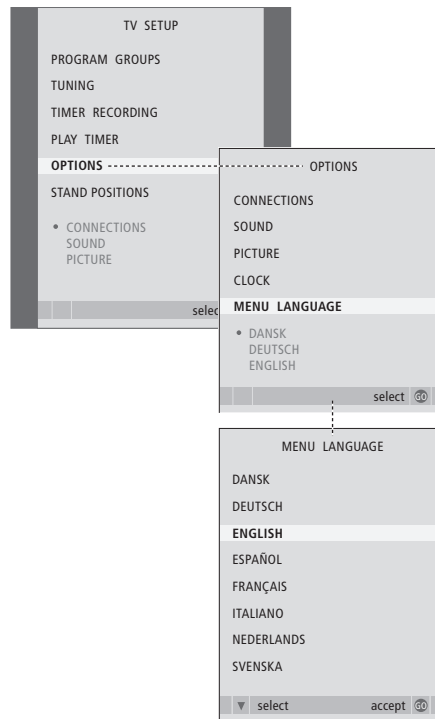 TV SETUP
PROGRAM GROUPS
TUNING
TIMER RECORDING
PLAY TIMER
OPTIONS
STAND POSITIONS
• CONNECTIONS
SOUND
PICTURE
selec
OPTIONS
CONNECTIONS
SOUND
PICTURE
CLOCK
MENU LANGUAGE
• DANSK
DEUTSCH
ENGLISH
select GO
MENU LANGUAGE
DANSK
DEUTSCH
ENGLISH
ESPAÑOL
FRANÇAIS
ITALIANO
NEDERLANDS
SVENSKA
▼ select accept GO